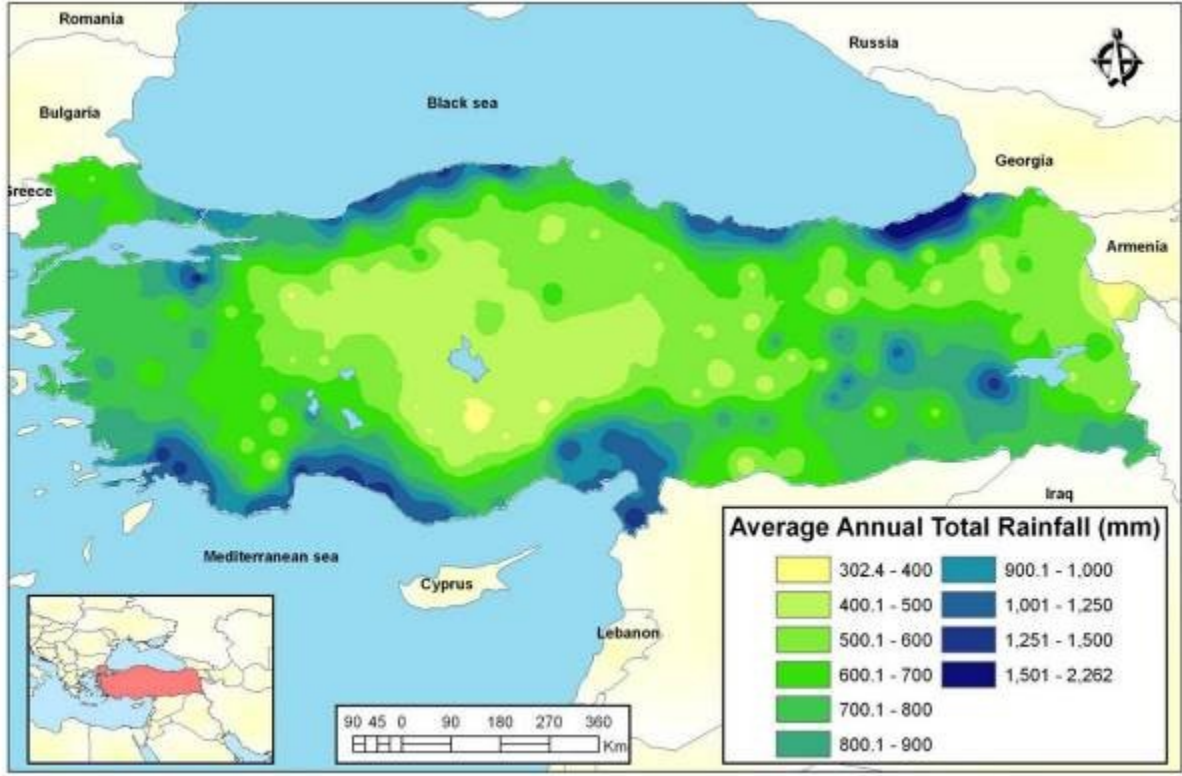 Romania
Russia
Black sea
Bulgaria
Georgia
Greece
Armenia
Iraq
Mediterranean sea
Cyprus
Lebanon
Average Annual Total Rainfall (mm)
302.4 - 400
400.1 - 500
500.1 - 600
600.1 - 700
700.1 - 800
800.1 - 900
900.1 - 1,000
1,001 - 1,250
1,251 - 1,500
1,501 - 2,262
90 45 0 90 180 270 360
Km